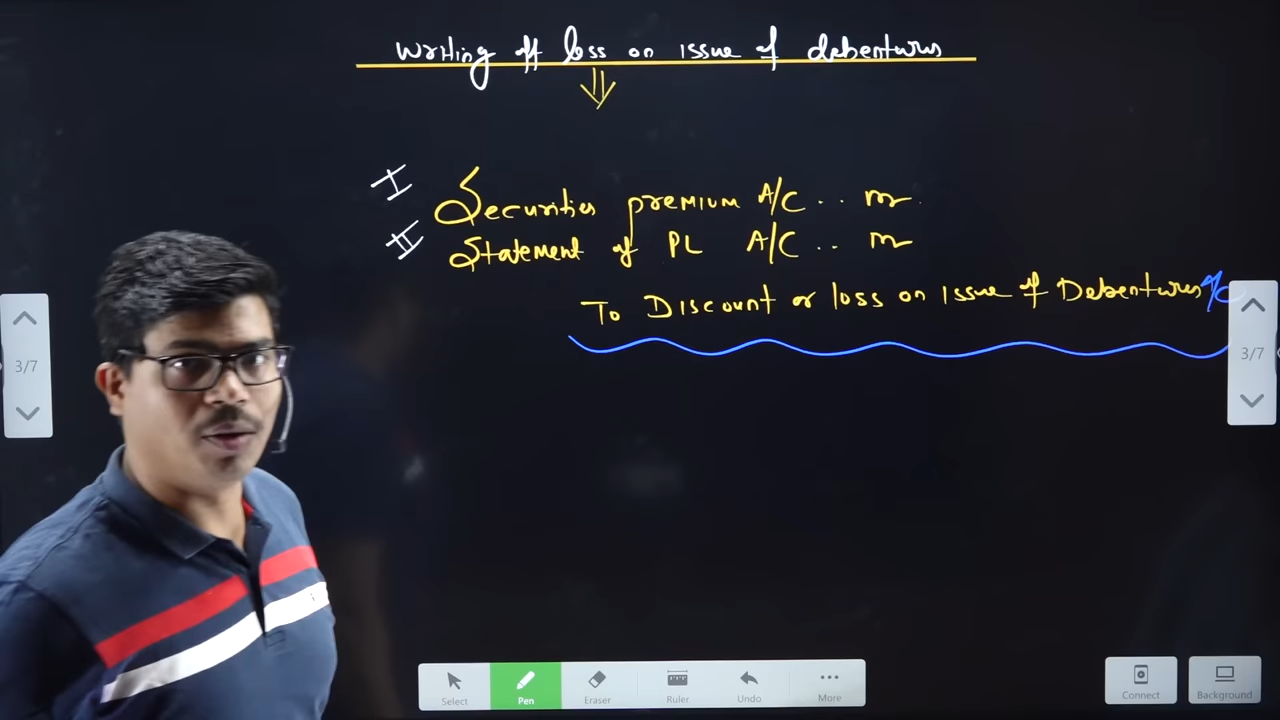 Writing off loss on issue of debentures
I Securities premium A/C .. Dr
II Statement of PL A/C .. Dr
To Discount or loss on issue of Debentures A/C
3/7
3/7
Select
Pen
Eraser
Ruler
Undo
More
Connect
Background